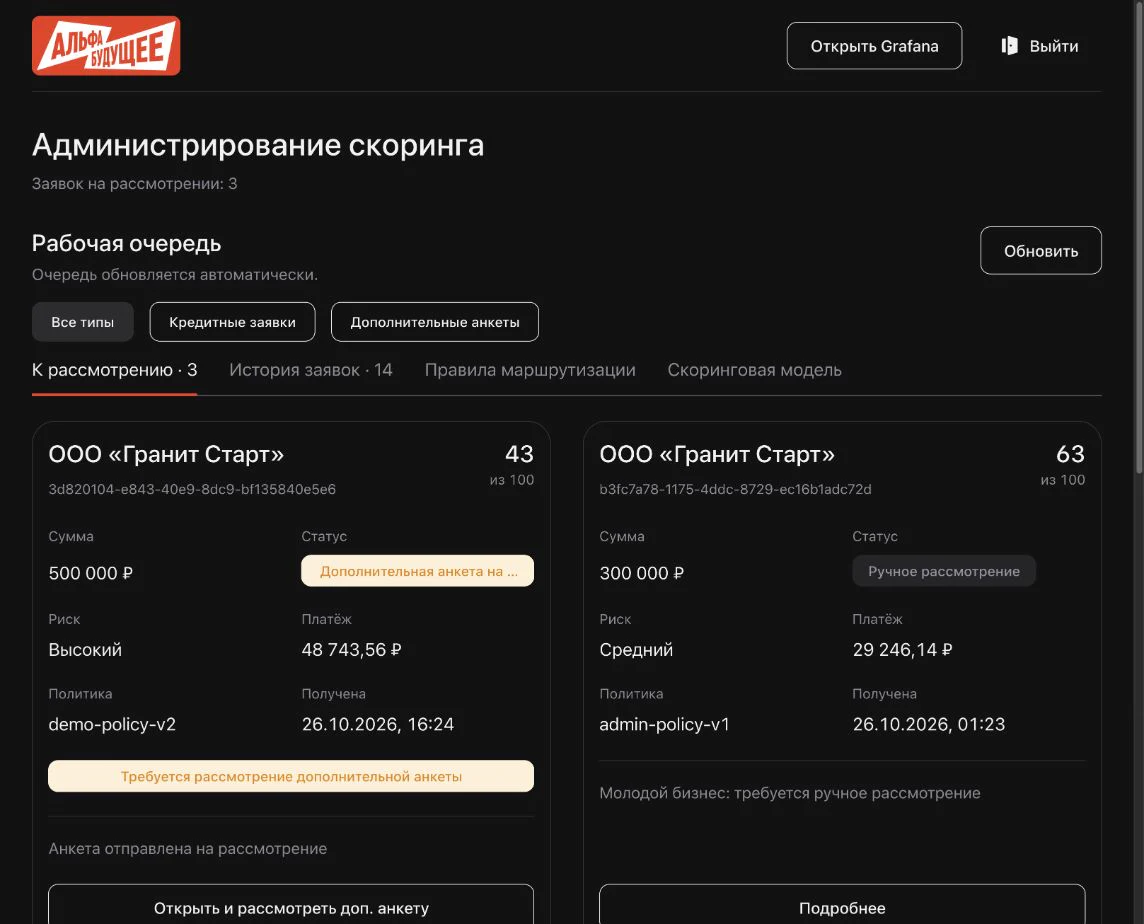 АЛЬФА
БУДУЩЕЕ
Открыть Grafana
Выйти
Администрирование скоринга
Заявок на рассмотрении: 3
Рабочая очередь
Очередь обновляется автоматически.
Обновить
Все типы
Кредитные заявки
Дополнительные анкеты
К рассмотрению · 3
История заявок · 14
Правила маршрутизации
Скоринговая модель
ООО «Гранит Старт»
43
3d820104-e843-40e9-8dc9-bf135840e5e6
из 100
Сумма
Статус
500 000 ₽
Дополнительная анкета на ...
Риск
Платёж
Высокий
48 743,56 ₽
Политика
Получена
demo-policy-v2
26.10.2026, 16:24
Требуется рассмотрение дополнительной анкеты
Анкета отправлена на рассмотрение
Открыть и рассмотреть доп. анкету
ООО «Гранит Старт»
63
b3fc7a78-1175-4ddc-8729-ec16b1adc72d
из 100
Сумма
Статус
300 000 ₽
Ручное рассмотрение
Риск
Платёж
Средний
29 246,14 ₽
Политика
Получена
admin-policy-v1
26.10.2026, 01:23
Молодой бизнес: требуется ручное рассмотрение
Подробнее